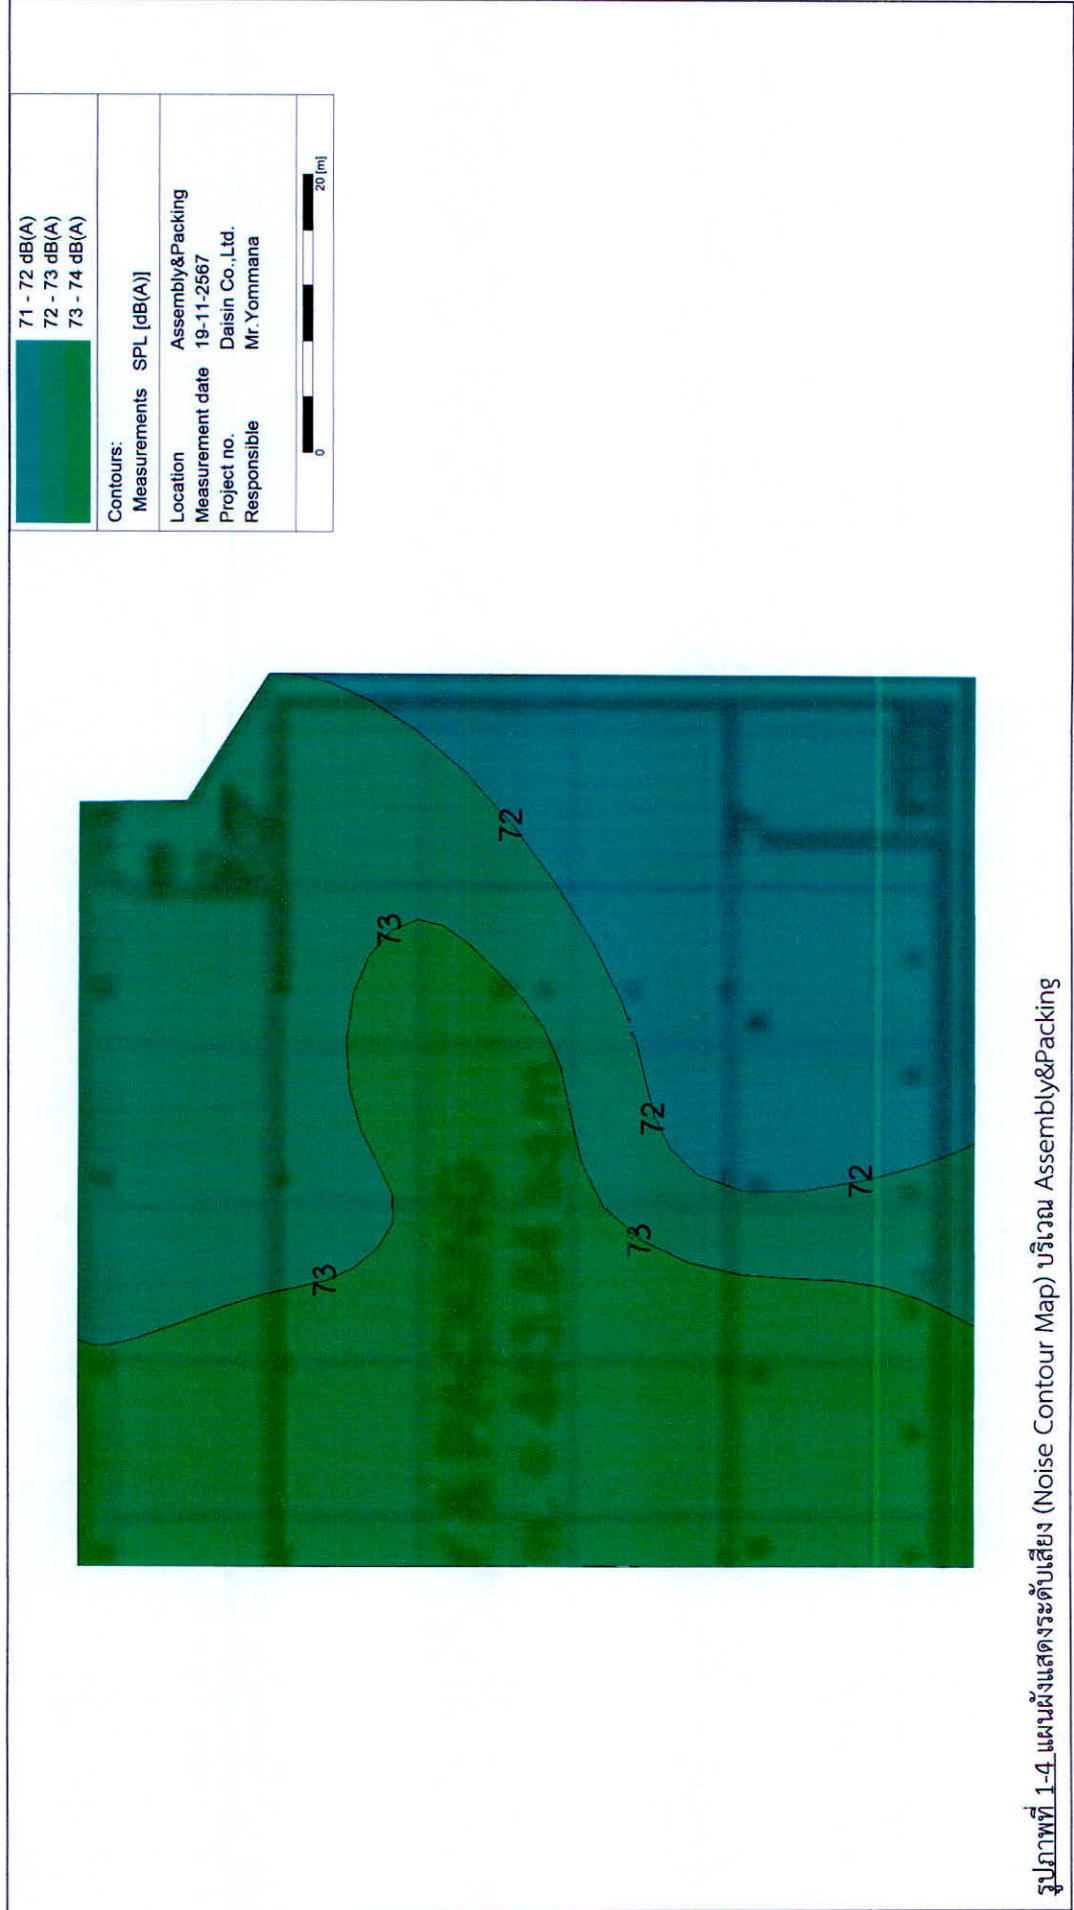 71 - 72 dB(A)
72 - 73 dB(A)
73 - 74 dB(A)
Contours:
Measurements SPL [dB(A)]
Location Assembly&Packing
Measurement date 19-11-2567
Project no. Daisin Co.,Ltd.
Responsible Mr.Yommana
0 20 [m]
73
73
72
73
72
72
รูปภาพที่ 1-4 แผนผังแสดงระดับเสียง (Noise Contour Map) บริเวณ Assembly&Packing